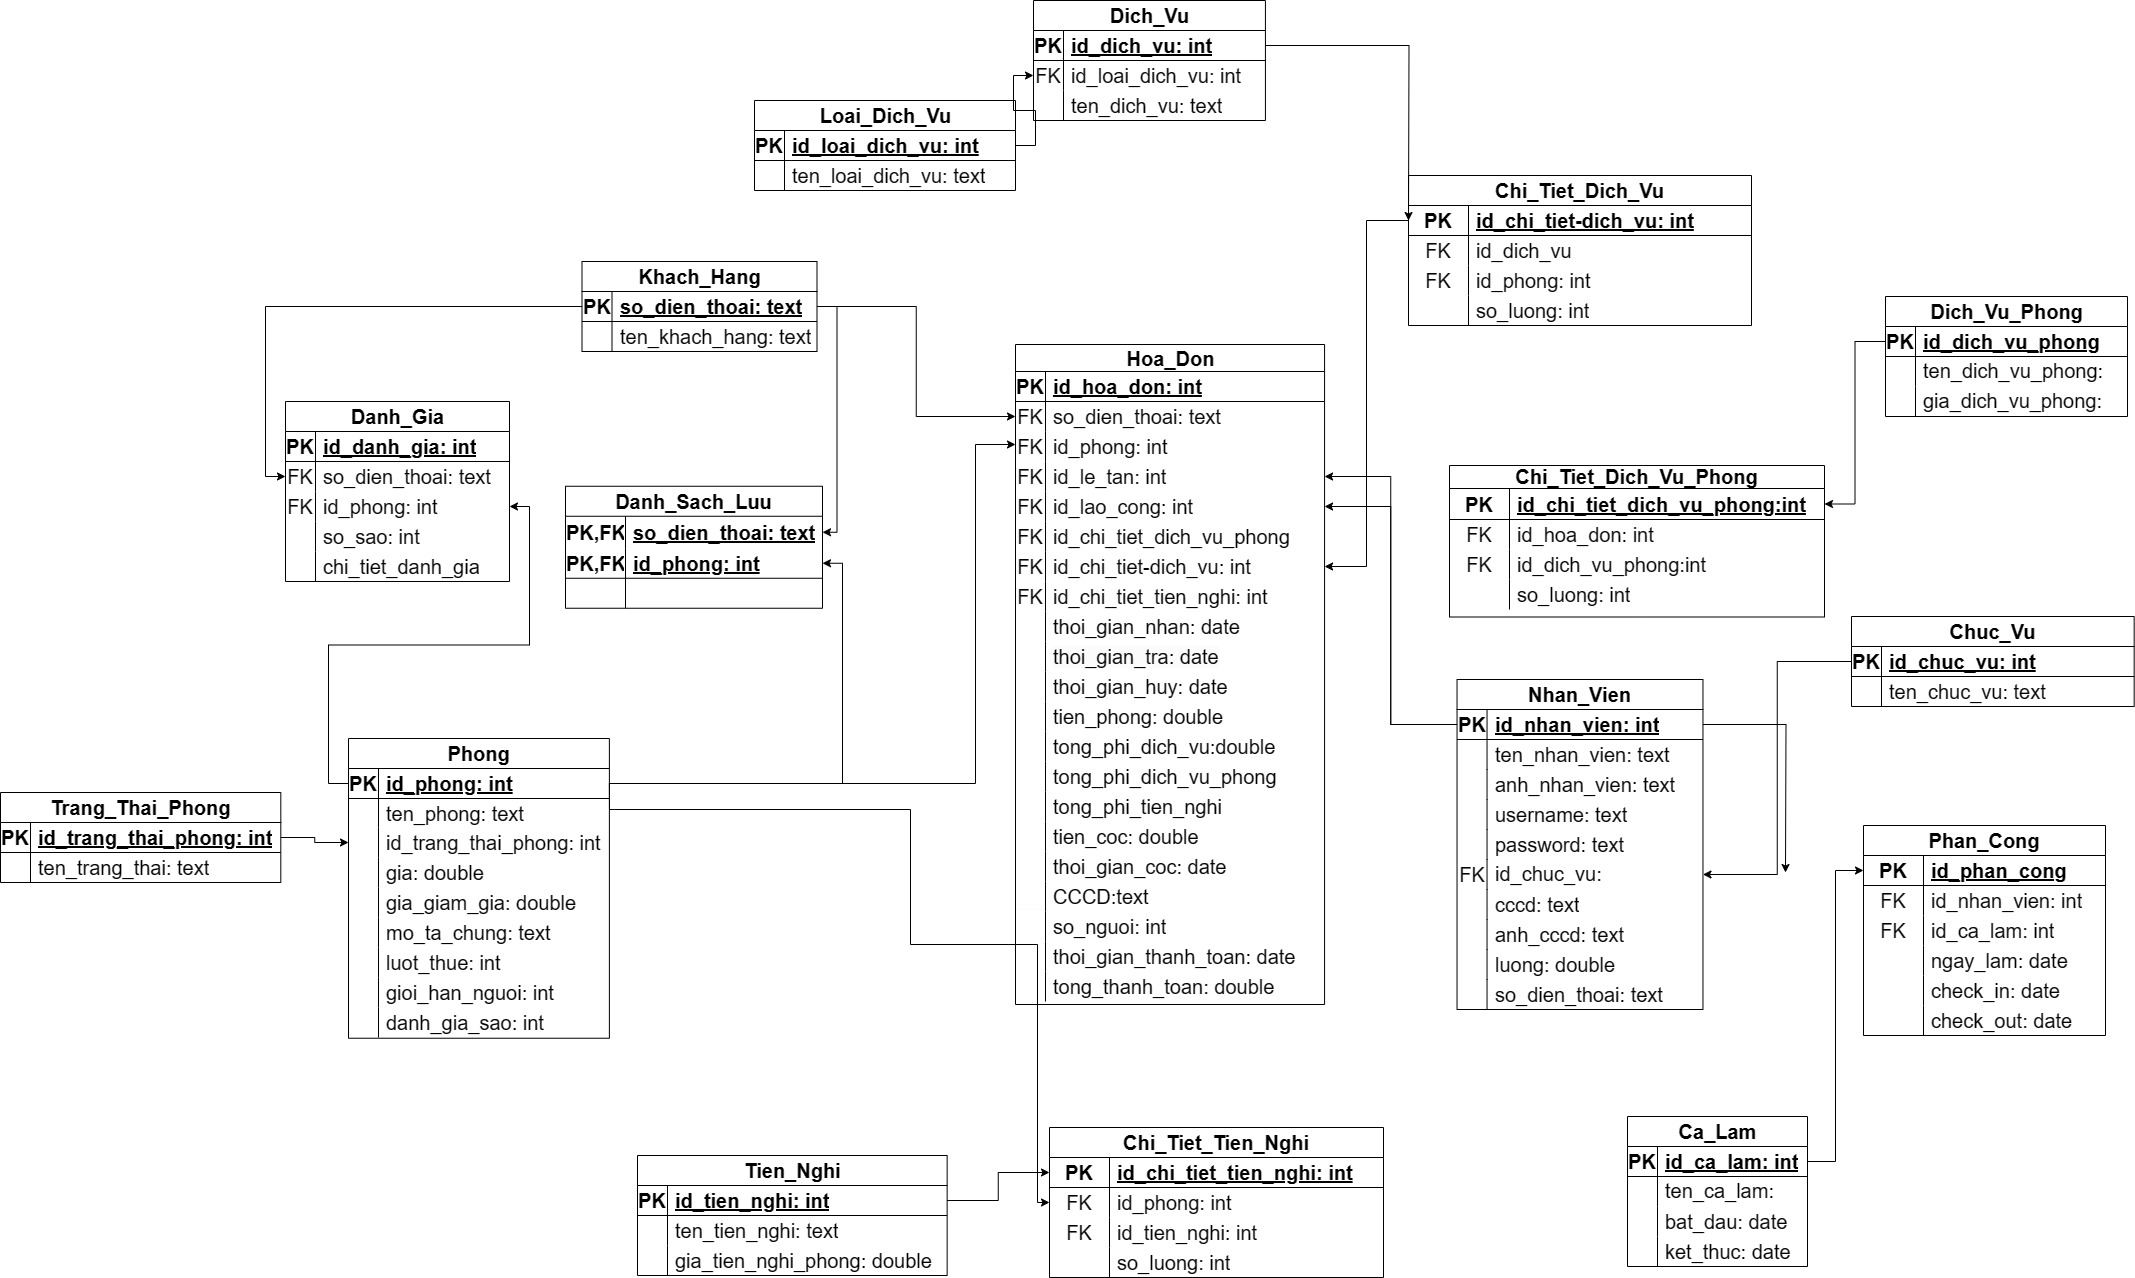 Dich_Vu
PK id_dich_vu: int
FK id_loai_dich_vu: int
ten_dich_vu: text
Loai_Dich_Vu
PK id_loai_dich_vu: int
ten_loai_dich_vu: text
Chi_Tiet_Dich_Vu
PK id_chi_tiet-dich_vu: int
FK id_dich_vu
FK id_phong: int
so_luong: int
Khach_Hang
PK so_dien_thoai: text
ten_khach_hang: text
Dich_Vu_Phong
PK id_dich_vu_phong
ten_dich_vu_phong:
gia_dich_vu_phong:
Danh_Gia
PK id_danh_gia: int
FK so_dien_thoai: text
FK id_phong: int
so_sao: int
chi_tiet_danh_gia
Danh_Sach_Luu
PK,FK so_dien_thoai: text
PK,FK id_phong: int
Hoa_Don
PK id_hoa_don: int
FK so_dien_thoai: text
FK id_phong: int
FK id_le_tan: int
FK id_lao_cong: int
FK id_chi_tiet_dich_vu_phong
FK id_chi_tiet-dich_vu: int
FK id_chi_tiet_tien_nghi: int
thoi_gian_nhan: date
thoi_gian_tra: date
thoi_gian_huy: date
tien_phong: double
tong_phi_dich_vu:double
tong_phi_dich_vu_phong
tong_phi_tien_nghi
tien_coc: double
thoi_gian_coc: date
CCCD:text
so_nguoi: int
thoi_gian_thanh_toan: date
tong_thanh_toan: double
Chi_Tiet_Dich_Vu_Phong
PK id_chi_tiet_dich_vu_phong:int
FK id_hoa_don: int
FK id_dich_vu_phong:int
so_luong: int
Chuc_Vu
PK id_chuc_vu: int
ten_chuc_vu: text
Nhan_Vien
PK id_nhan_vien: int
ten_nhan_vien: text
anh_nhan_vien: text
username: text
password: text
FK id_chuc_vu:
cccd: text
anh_cccd: text
luong: double
so_dien_thoai: text
Phong
PK id_phong: int
ten_phong: text
id_trang_thai_phong: int
gia: double
gia_giam_gia: double
mo_ta_chung: text
luot_thue: int
gioi_han_nguoi: int
danh_gia_sao: int
Trang_Thai_Phong
PK id_trang_thai_phong: int
ten_trang_thai: text
Phan_Cong
PK id_phan_cong
FK id_nhan_vien: int
FK id_ca_lam: int
ngay_lam: date
check_in: date
check_out: date
Tien_Nghi
PK id_tien_nghi: int
ten_tien_nghi: text
gia_tien_nghi_phong: double
Chi_Tiet_Tien_Nghi
PK id_chi_tiet_tien_nghi: int
FK id_phong: int
FK id_tien_nghi: int
so_luong: int
Ca_Lam
PK id_ca_lam: int
ten_ca_lam:
bat_dau: date
ket_thuc: date